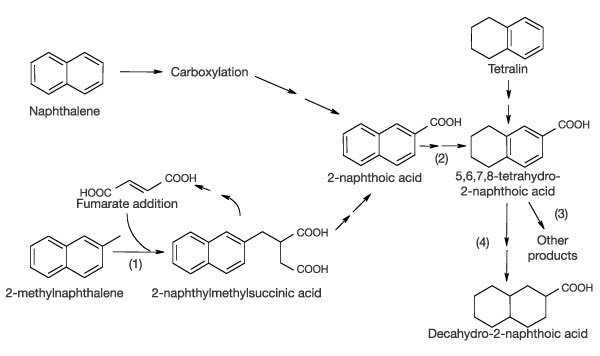 Tetralin
Naphthalene
Carboxylation
COOH
2-naphthoic acid
(2)
COOH
5,6,7,8-tetrahydro-
2-naphthoic acid
HOOC
COOH
Fumarate addition
2-methylnaphthalene
(1)
COOH
COOH
2-naphthylmethylsuccinic acid
(3)
Other
products
(4)
COOH
Decahydro-2-naphthoic acid